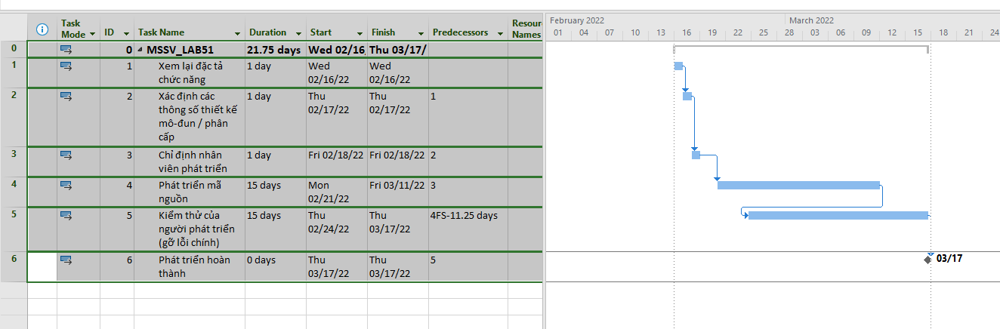 February 2022 March 2022
01 04 07 10 13 16 19 22 25 28 03 06 09 12 15 18 21 24
Task Mode ID Task Name Duration Start Finish Predecessors Resour Names
0 0 MSSV_LAB51 21.75 days Wed 02/16, Thu 03/17/
1 1 Xem lại đặc tả 1 day Wed Wed
chức năng 02/16/22 02/16/22
2 2 Xác định các 1 day Thu Thu 1
thông số thiết kế 02/17/22 02/17/22
mô-đun / phân
cấp
3 3 Chỉ định nhân 1 day Fri 02/18/22 Fri 02/18/22 2
viên phát triển
4 4 Phát triển mã 15 days Mon Fri 03/11/22 3
nguồn 02/21/22
5 5 Kiểm thử của 15 days Thu Thu 4FS-11.25 days
người phát triển 02/24/22 03/17/22
(gỡ lỗi chính)
6 6 Phát triển hoàn 0 days Thu Thu 5 03/17
thành 03/17/22 03/17/22